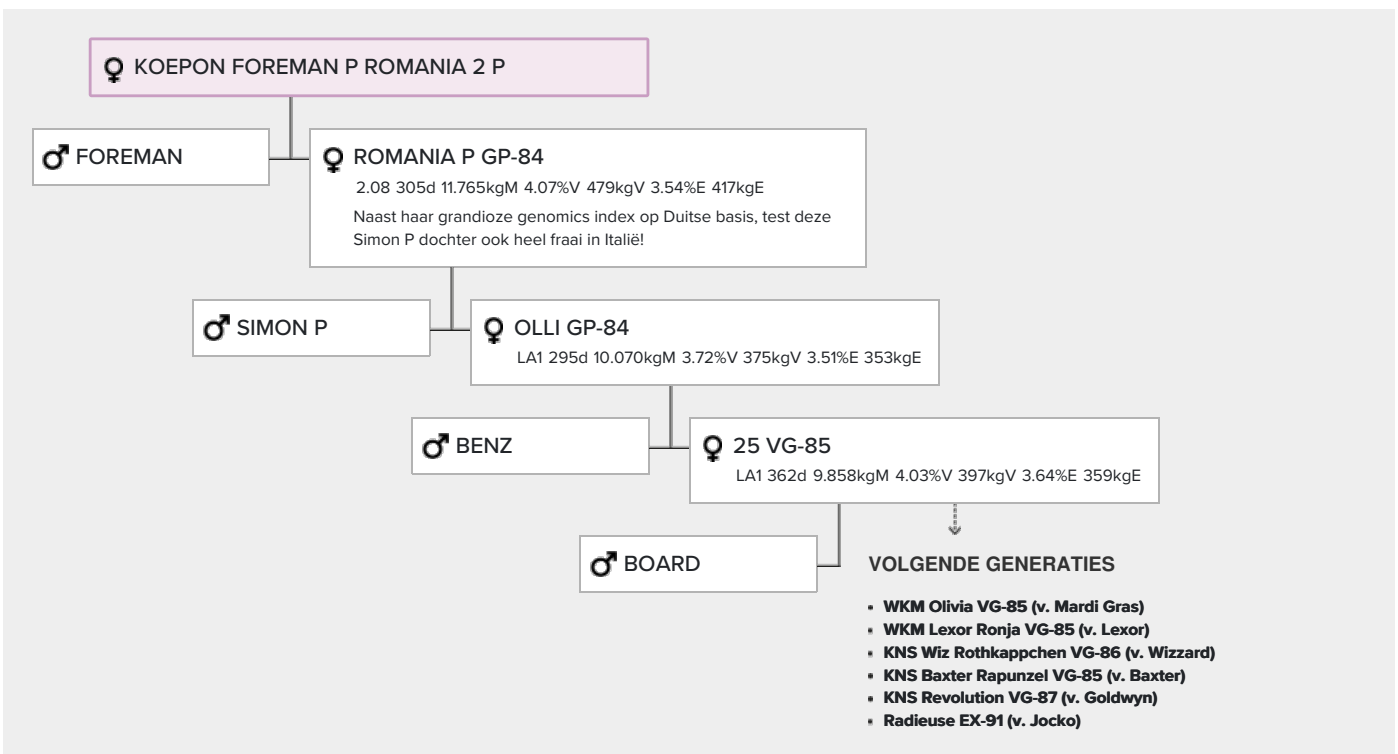 KOEPON FOREMAN P ROMANIA 2 P
FOREMAN
ROMANIA P GP-84
2.08 305d 11.765kgM 4.07%V 479kgV 3.54%E 417kgE
Naast haar grandioze genomics index op Duitse basis, test deze
Simon P dochter ook heel fraai in Italië!
SIMON P
OLLI GP-84
LA1 295d 10.070kgM 3.72%V 375kgV 3.51%E 353kgE
BENZ
25 VG-85
LA1 362d 9.858kgM 4.03%V 397kgV 3.64%E 359kgE
BOARD
VOLGENDE GENERATIES
WKM Olivia VG-85 (v. Mardi Gras)
WKM Lexor Ronja VG-85 (v. Lexor)
KNS Wiz Rothkappchen VG-86 (v. Wizzard)
KNS Baxter Rapunzel VG-85 (v. Baxter)
KNS Revolution VG-87 (v. Goldwyn)
Radieuse EX-91 (v. Jocko)